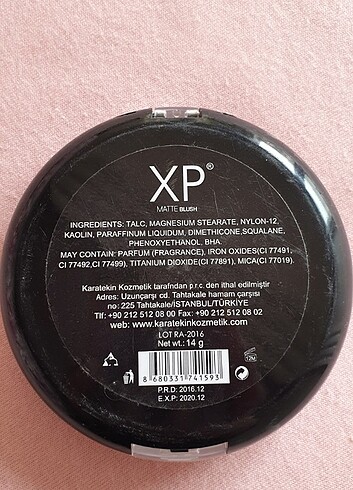 XP®
MATTE BLUSH
INGREDIENTS: TALC, MAGNESIUM STEARATE, NYLON-12,
KAOLIN, PARAFFINUM LIQUIDUM, DIMETHICONE,SQUALANE,
PHENOXYETHANOL, BHA.
MAY CONTAIN: PARFUM (FRAGRANCE), IRON OXIDES(CI 77491,
CI 77492,CI 77499), TITANIUM DIOXIDE(CI 77891), MICA(77019).
Karatekin Kozmetik tarafından p.r.c. den ithal edilmiştir
Adres: Uzunçarşı cd. Tahtakale hamam çarşısı
no: 225 Tahtakale/İSTANBUL/TÜRKİYE
Tlf: +90 212 512 08 00 Fax: +90 212 512 08 02
web: www.karatekinkozmetik.com
LOT RA-2016
net wt.: 14 g
12M
8 680331 741593
P.R.D: 2016.12
E.X.P: 2020.12